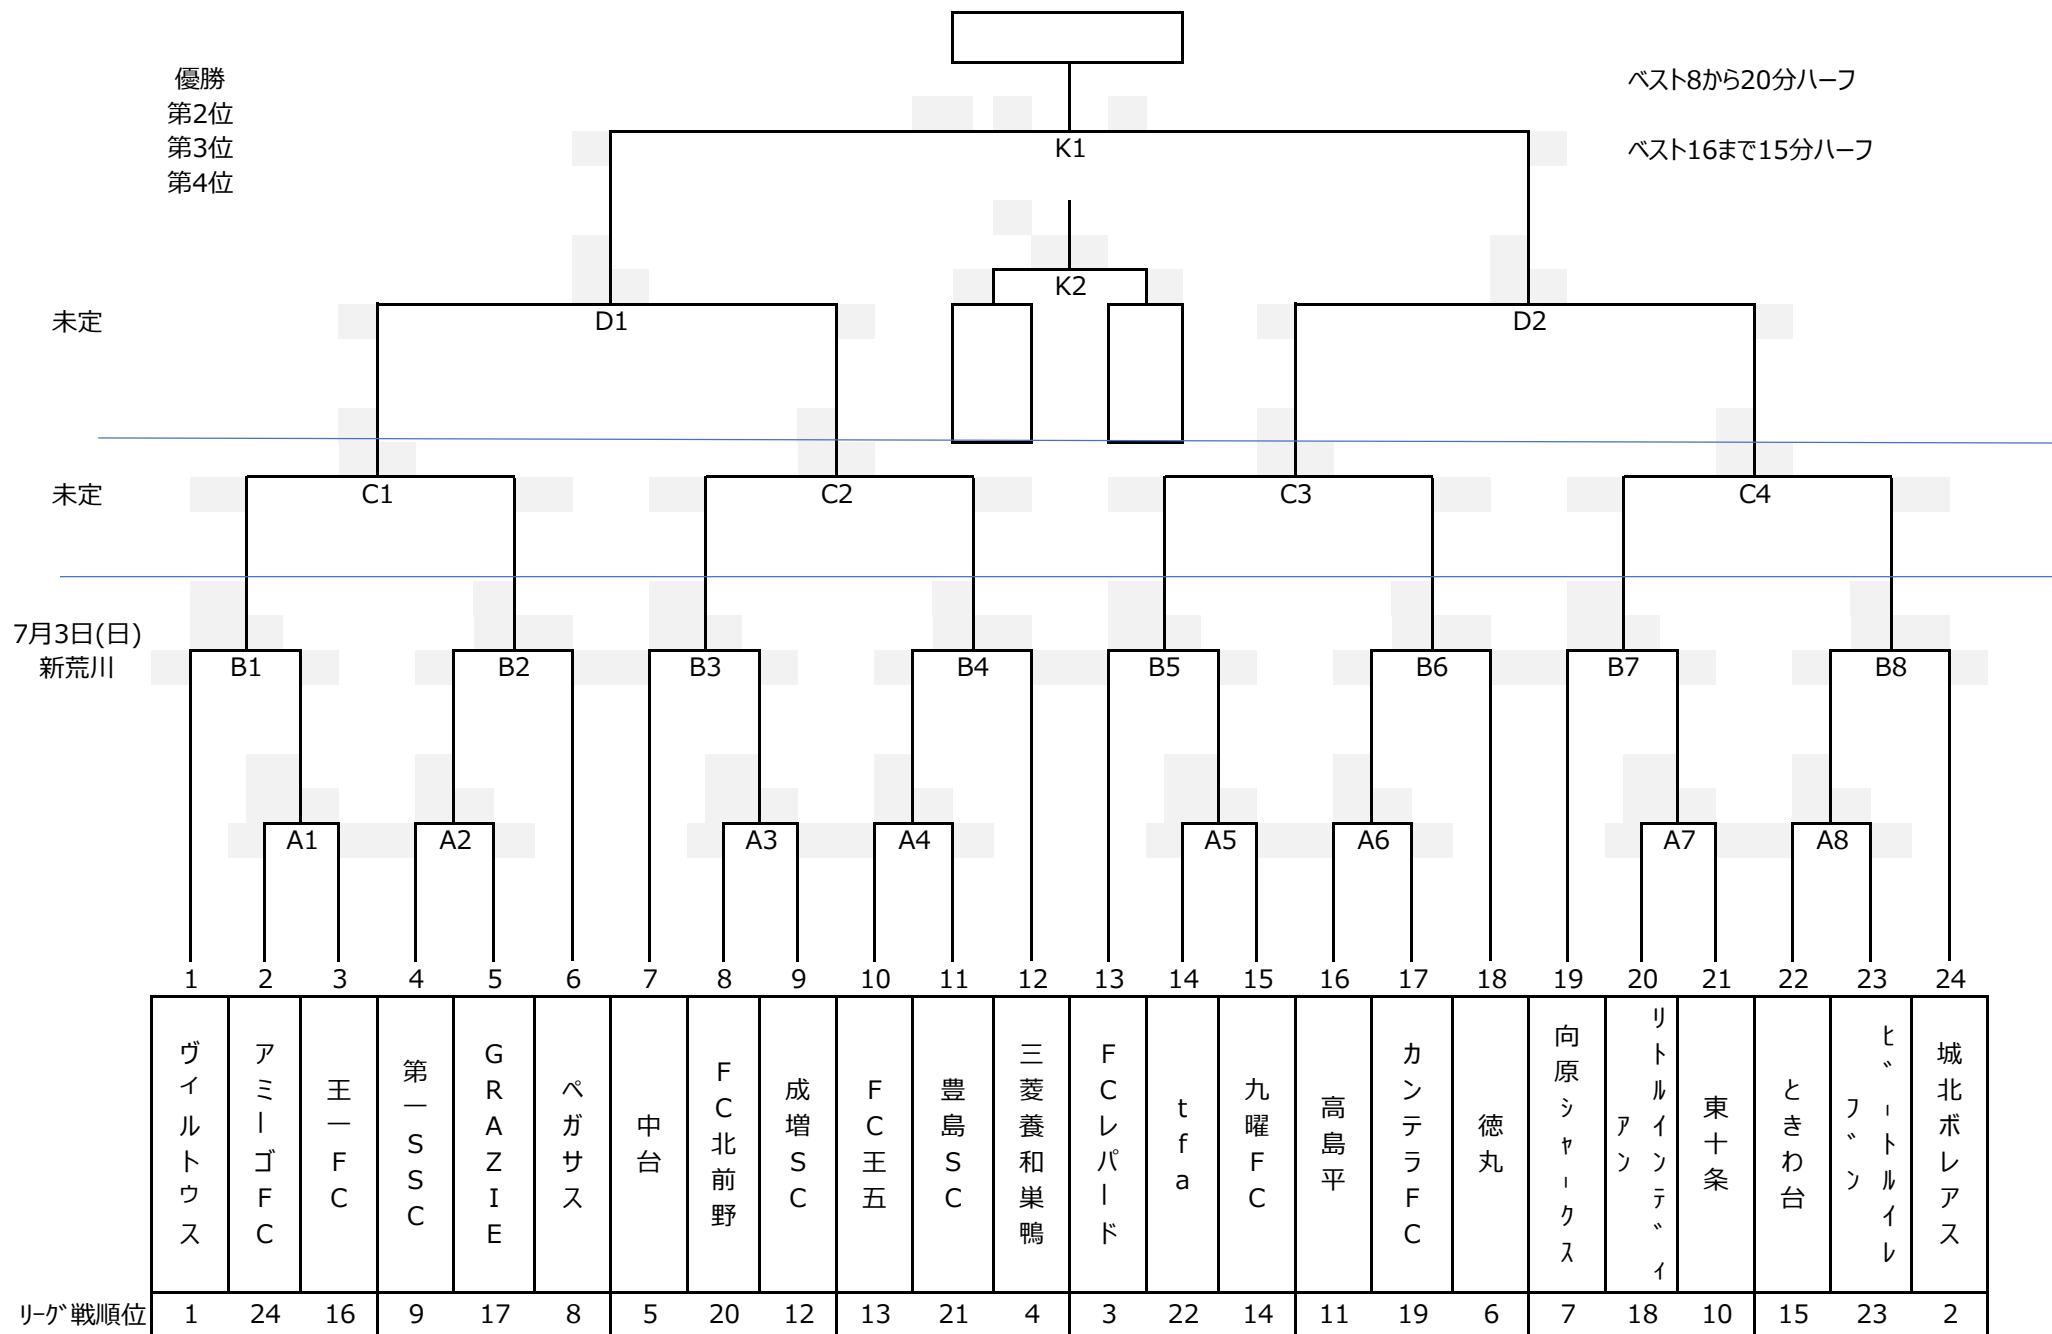 優勝
ベスト8から20分ハーフ
第2位
第3位
K1
ベスト16まで15分ハーフ
第4位
K2
未定
D1
D2
未定
C1
C2
C3
C4
7月3日(日)
新荒川
B1
B2
B3
B4
B5
B6
B7
B8
A1
A2
A3
A4
A5
A6
A7
A8
1 2 3 4 5 6 7 8 9 10 11 12 13 14 15 16 17 18 19 20 21 22 23 24
ヴィルトゥス
アミーゴFC
王一FC
第一SSC
GRAZIE
ペガサス
中台
FC北前野
成増SC
FC王五
豊島SC
三菱養和巣鴨
FCレパード
tfa
九曜FC
高島平
カンテラFC
徳丸
向原シャークス
リトルインディ
アン
東十条
ときわ台
ビートルイレ
ブン
城北ボレアス
リーグ戦順位 1 24 16 9 17 8 5 20 12 13 21 4 3 22 14 11 19 6 7 18 10 15 23 2